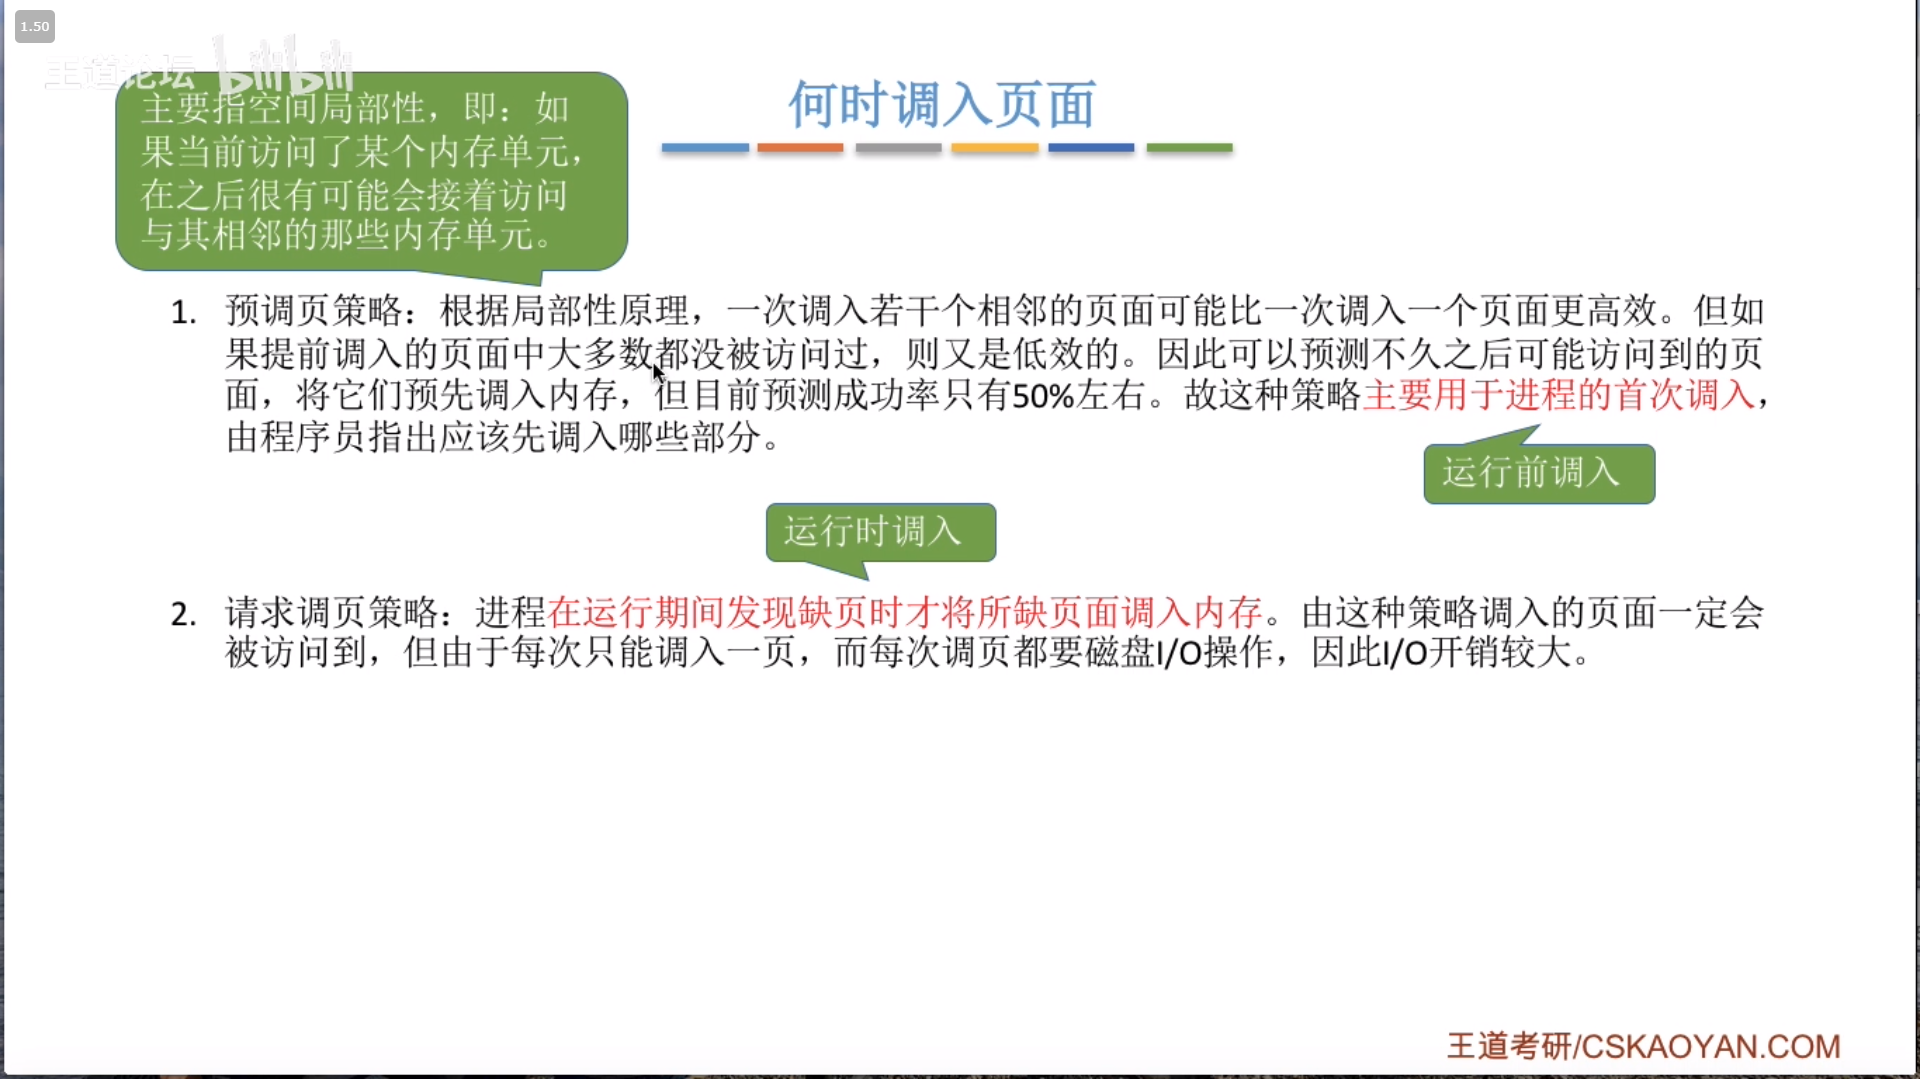 1.50
王道论坛 bilibili
何时调入页面
主要指空间局部性，即：如
果当前访问了某个内存单元，
在之后很有可能会接着访问
与其相邻的那些内存单元。
1. 预调页策略：根据局部性原理，一次调入若干个相邻的页面可能比一次调入一个页面更高效。但如
果提前调入的页面中大多数都没被访问过，则又是低效的。因此可以预测不久之后可能访问到的页
面，将它们预先调入内存，但目前预测成功率只有50%左右。故这种策略主要用于进程的首次调入，
由程序员指出应该先调入哪些部分。
运行前调入
运行时调入
2. 请求调页策略：进程在运行期间发现缺页时才将所缺页面调入内存。由这种策略调入的页面一定会
被访问到，但由于每次只能调入一页，而每次调页都要磁盘I/O操作，因此I/O开销较大。
王道考研/CSKAOYAN.COM